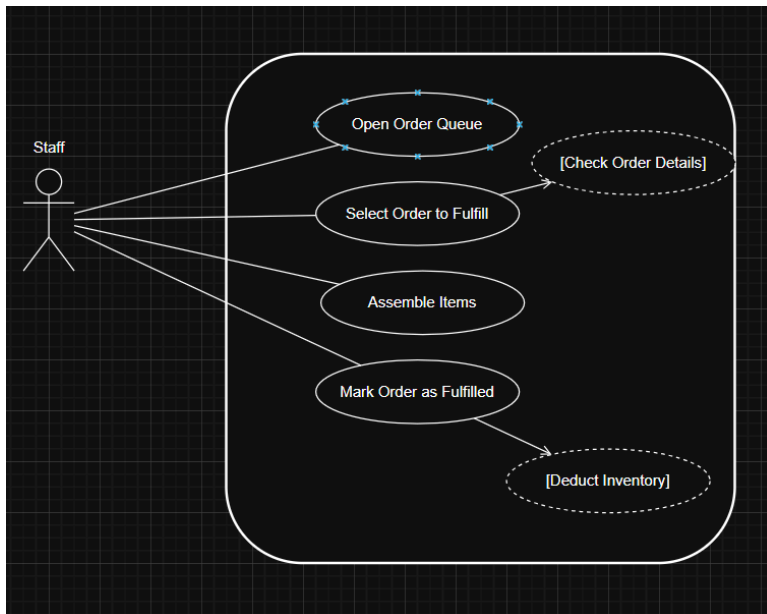 Open Order Queue
[Check Order Details]
Staff
Select Order to Fulfill
Assemble Items
Mark Order as Fulfilled
[Deduct Inventory]